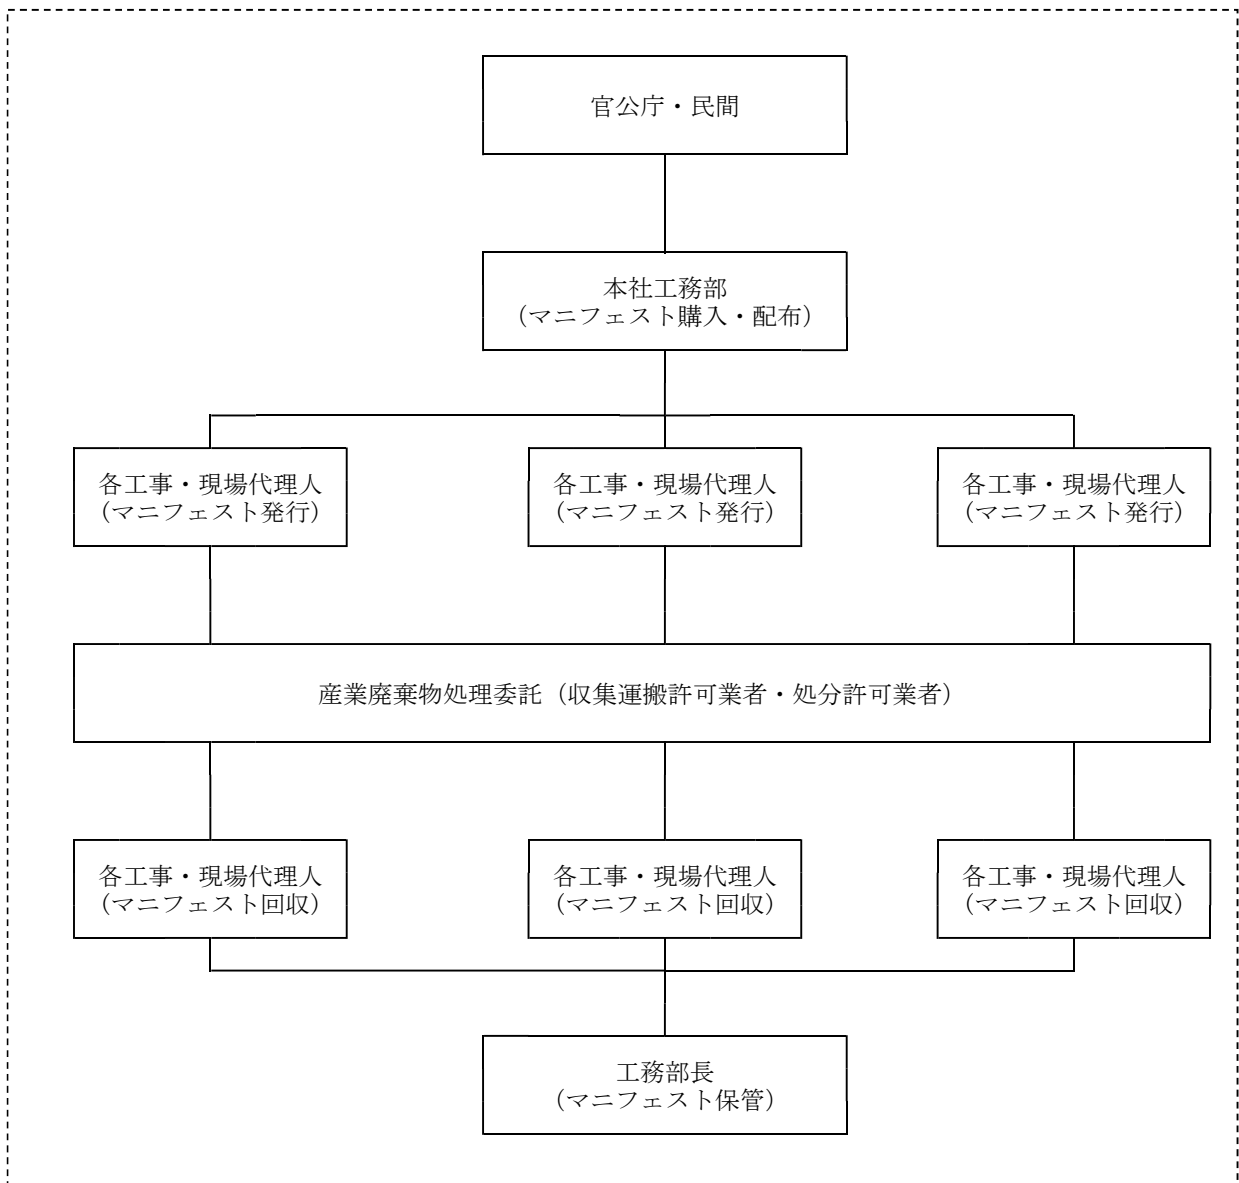 官公庁・民間
本社工務部
（マニフェスト購入・配布）
各工事・現場代理人
（マニフェスト発行）
各工事・現場代理人
（マニフェスト発行）
各工事・現場代理人
（マニフェスト発行）
産業廃棄物処理委託（収集運搬許可業者・処分許可業者）
各工事・現場代理人
（マニフェスト回収）
各工事・現場代理人
（マニフェスト回収）
各工事・現場代理人
（マニフェスト回収）
工務部長
（マニフェスト保管）